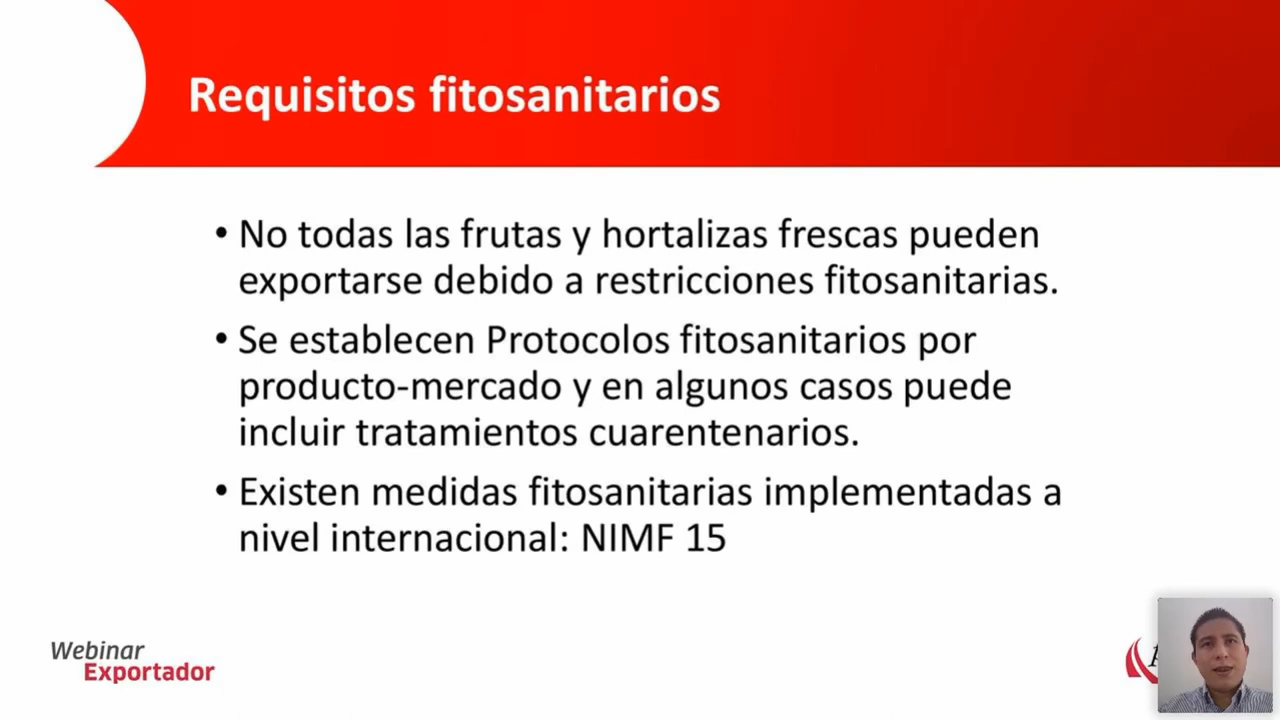 Requisitos fitosanitarios
• No todas las frutas y hortalizas frescas pueden
exportarse debido a restricciones fitosanitarias.
• Se establecen Protocolos fitosanitarios por
producto-mercado y en algunos casos puede
incluir tratamientos cuarentenarios.
• Existen medidas fitosanitarias implementadas a
nivel internacional: NIMF 15
Webinar
Exportador